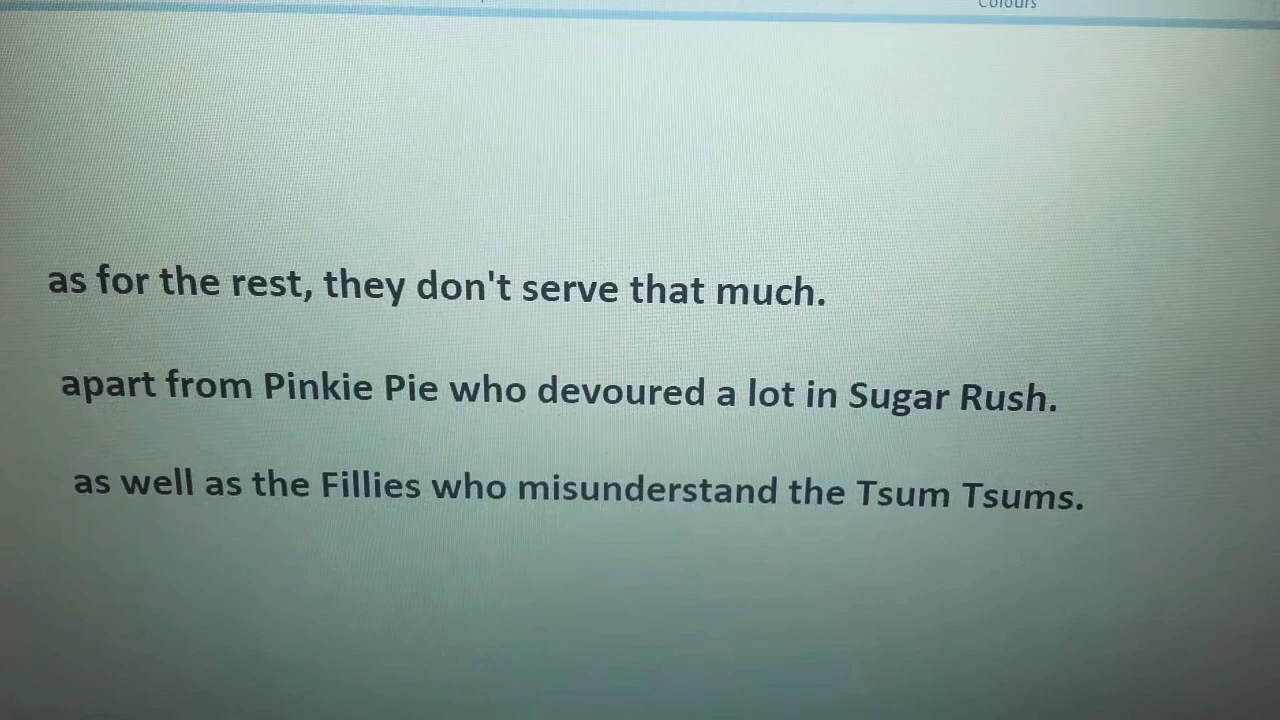 Colours
as for the rest, they don't serve that much.
apart from Pinkie Pie who devoured a lot in Sugar Rush.
as well as the Fillies who misunderstand the Tsum Tsums.